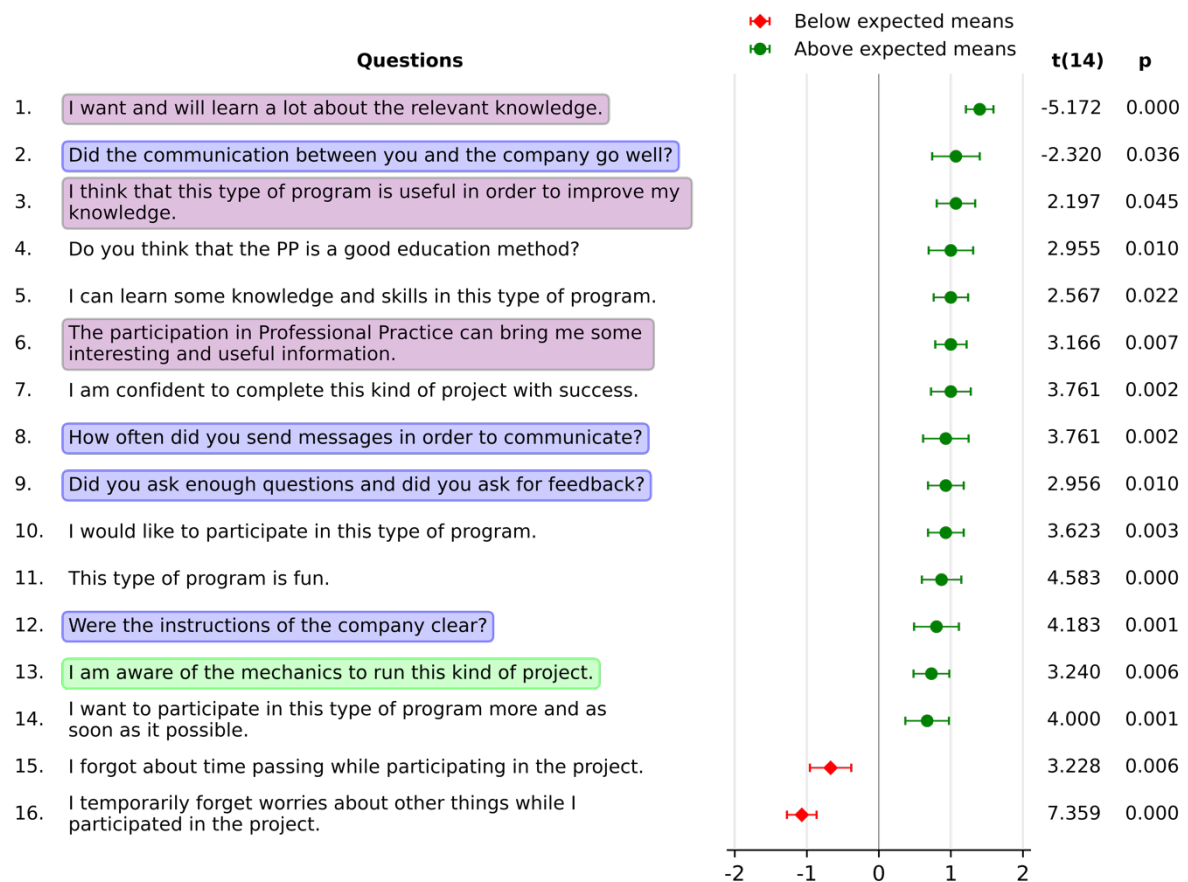 Below expected means
Above expected means
Questions t(14) p
1. I want and will learn a lot about the relevant knowledge. -5.172 0.000
2. Did the communication between you and the company go well? -2.320 0.036
3. I think that this type of program is useful in order to improve my
knowledge. 2.197 0.045
4. Do you think that the PP is a good education method? 2.955 0.010
5. I can learn some knowledge and skills in this type of program. 2.567 0.022
6. The participation in Professional Practice can bring me some
interesting and useful information. 3.166 0.007
7. I am confident to complete this kind of project with success. 3.761 0.002
8. How often did you send messages in order to communicate? 3.761 0.002
9. Did you ask enough questions and did you ask for feedback? 2.956 0.010
10. I would like to participate in this type of program. 3.623 0.003
11. This type of program is fun. 4.583 0.000
12. Were the instructions of the company clear? 4.183 0.001
13. I am aware of the mechanics to run this kind of project. 3.240 0.006
14. I want to participate in this type of program more and as
soon as it possible. 4.000 0.001
15. I forgot about time passing while participating in the project. 3.228 0.006
16. I temporarily forget worries about other things while I
participated in the project. 7.359 0.000
-2 -1 0 1 2